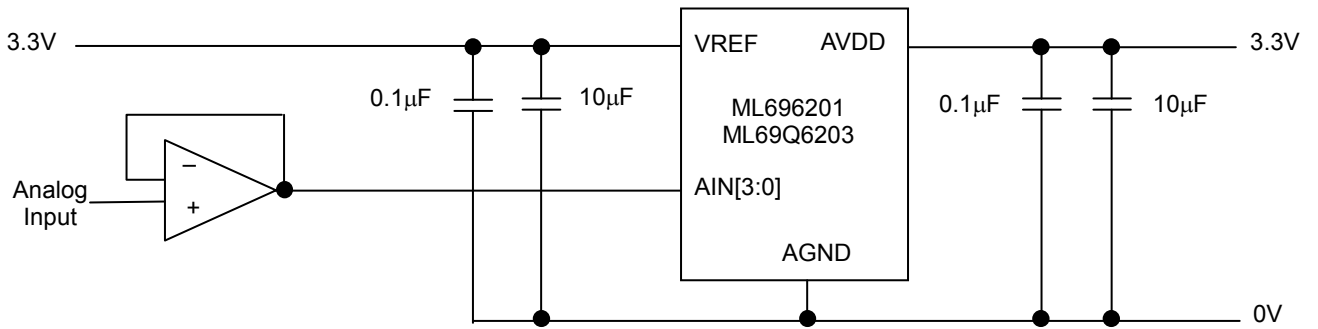 3.3V
VREF
AVDD
3.3V
0.1μF
10μF
ML696201
ML69Q6203
0.1μF
10μF
Analog
Input
–
+
AIN[3:0]
AGND
0V